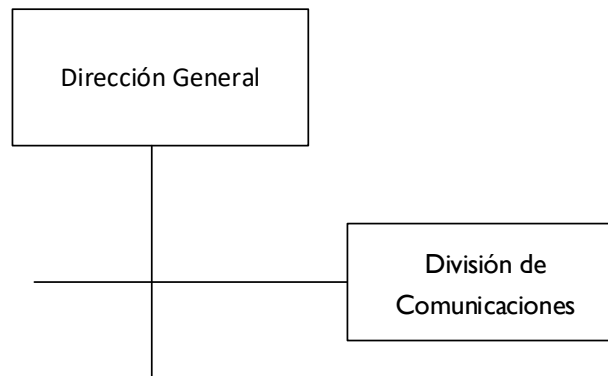 Dirección General
División de
Comunicaciones